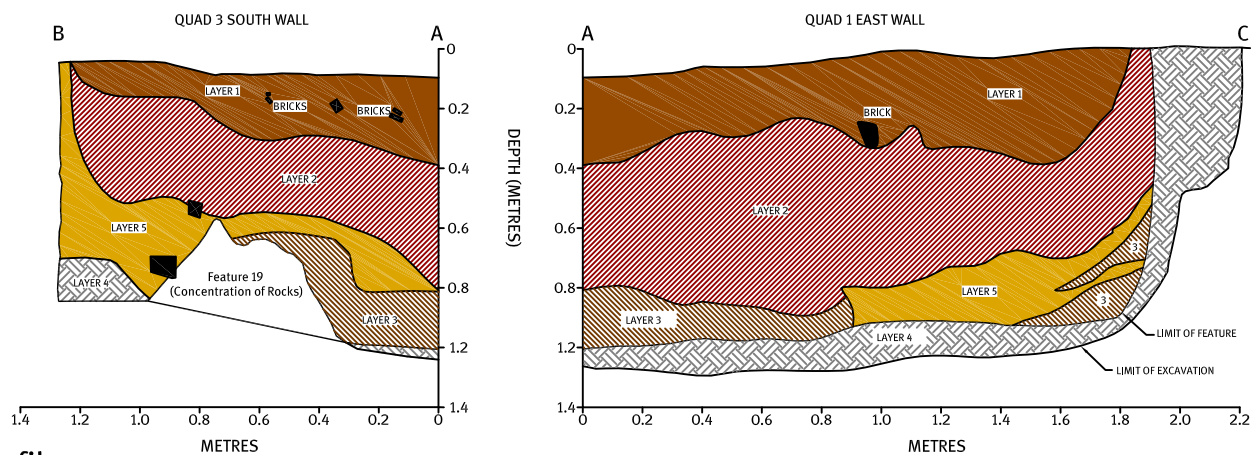 QUAD 3 SOUTH WALL
B
A
0
0.2
0.4
0.6
0.8
1.0
1.2
1.4
LAYER 1
BRICKS
BRICKS
LAYER 2
LAYER 5
LAYER 4
Feature 19
(Concentration of Rocks)
LAYER 3
1.4 1.2 1.0 0.8 0.6 0.4 0
METRES
DEPTH (METRES)
QUAD 1 EAST WALL
A
C
0
0.2
0.4
0.6
0.8
1.0
1.2
1.4
LAYER 1
BRICK
LAYER 2
3
LAYER 5
3
LAYER 3
LAYER 4
LIMIT OF FEATURE
LIMIT OF EXCAVATION
0 0.2 0.4 0.6 0.8 1.0 1.2 1.4 1.6 1.8 2.0 2.2
METRES